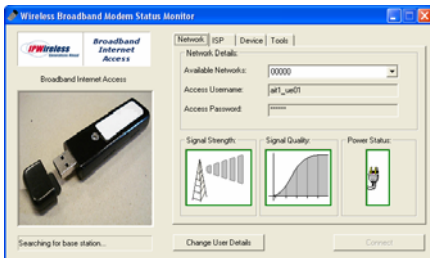 Wireless Broadband Modem Status Monitor
IPWireless
Broadband
Internet
Access
Broadband Internet Access
Searching for base station...
Network ISP Device Tools
Network Details:
Available Networks: 00000
Access Username: ait1_ue01
Access Password: ******
Signal Strength: Signal Quality: Power Status:
Change User Details Connect